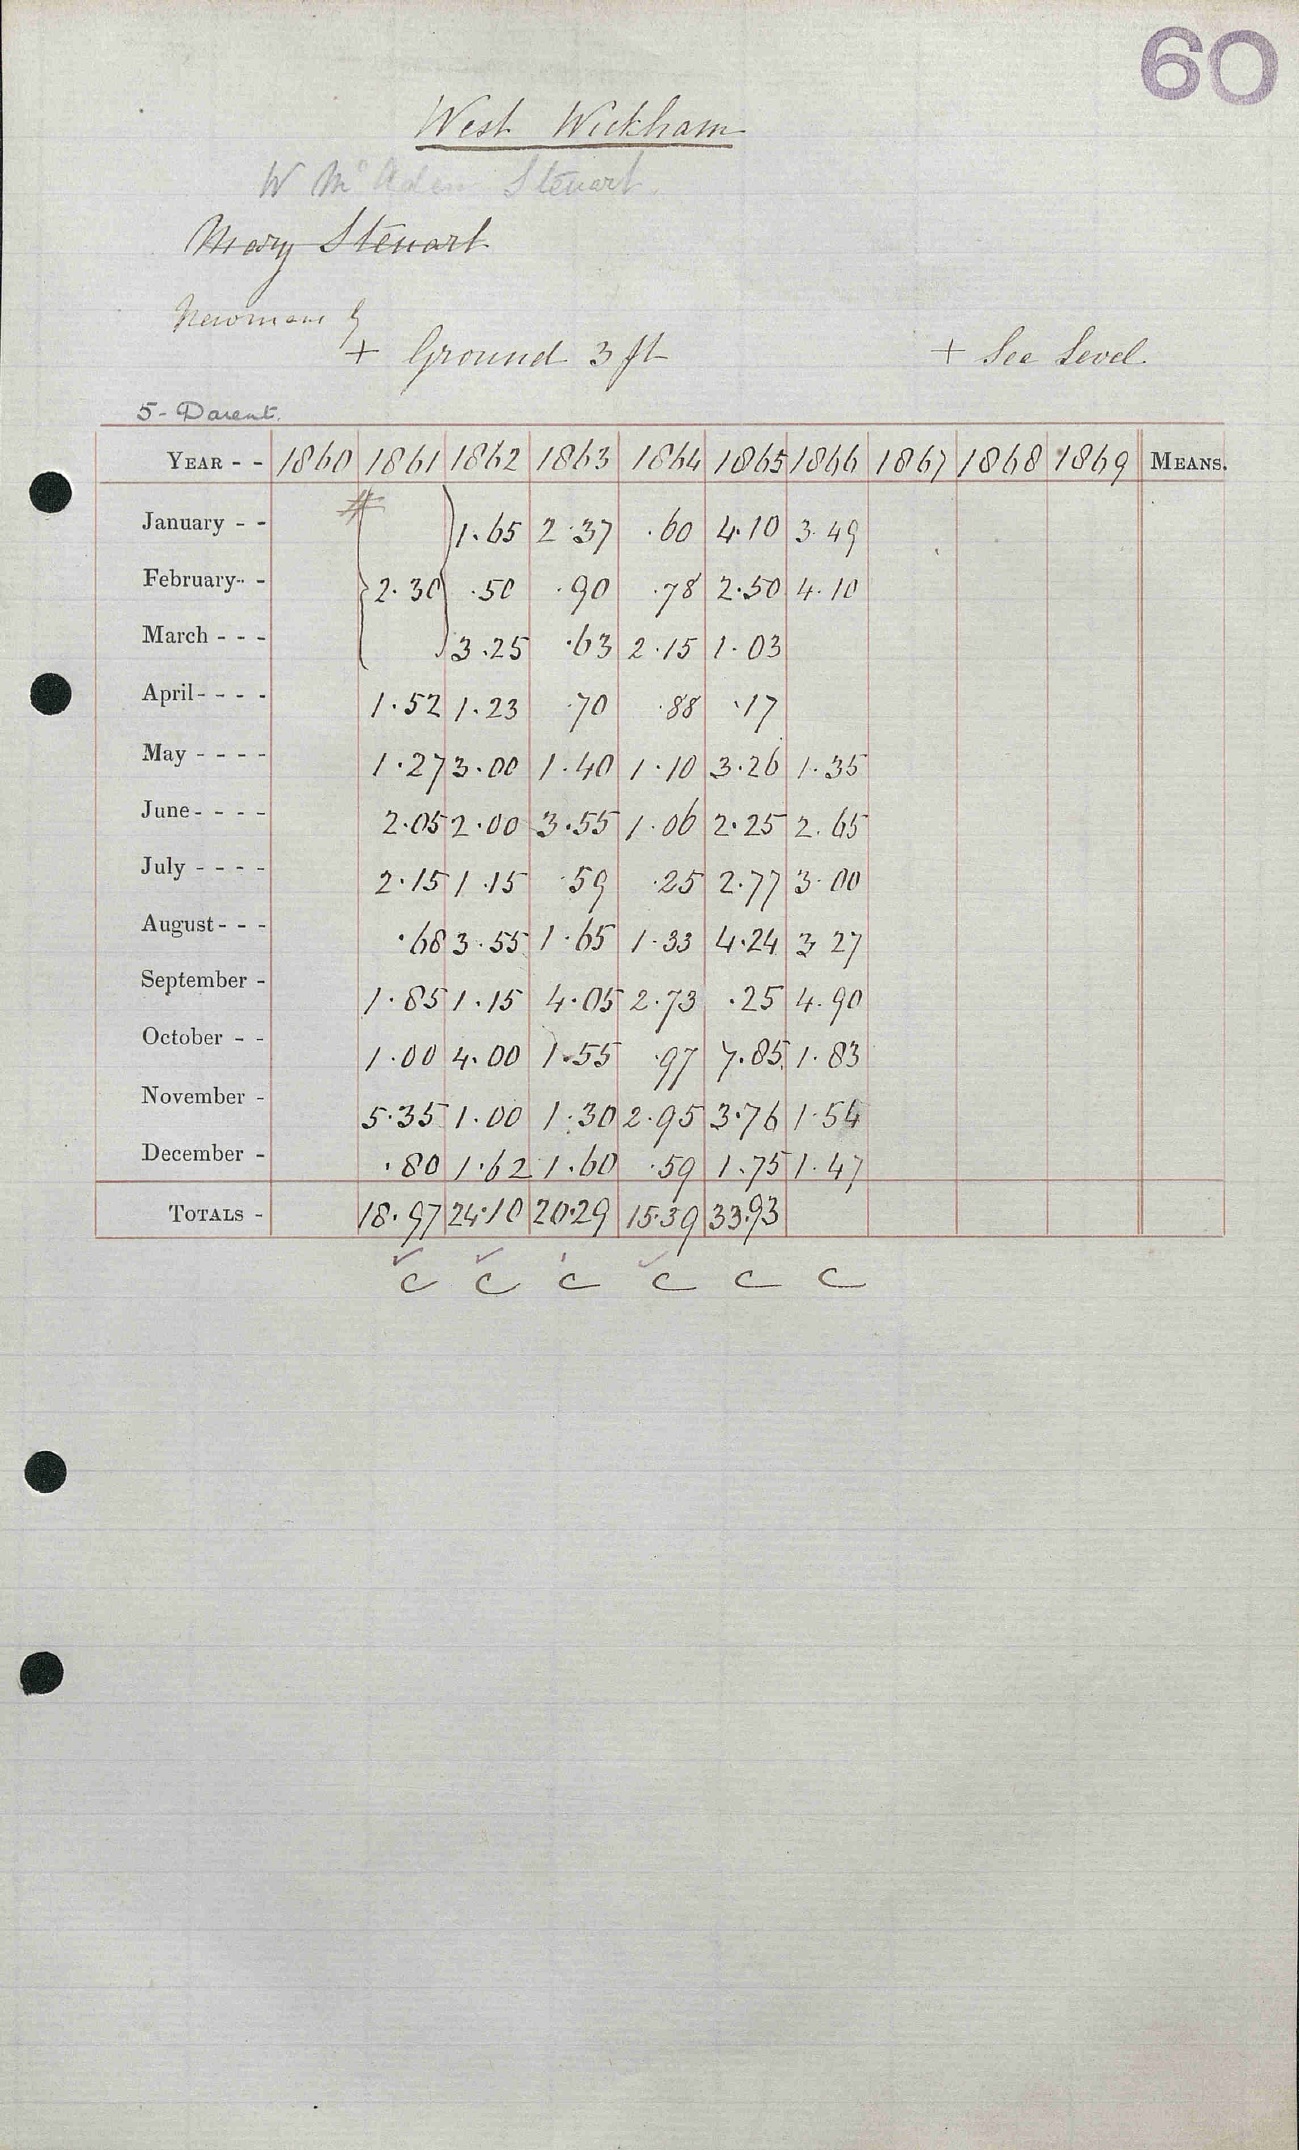 60
West Wickham
W Mc Adam Steuart.
Mary Steuart
Newmans G
+ Ground 3 ft + Sea Level.
5 - Darent.
YEAR - - 1860 1861 1862 1863 1864 1865 1866 1867 1868 1869 MEANS.
January - - # 1.65 2.37 .60 4.10 3.49
February - - 2.30 .50 .90 .78 2.50 4.10
March - - - 3.25 .63 2.15 1.03
April - - - - 1.52 1.23 .70 .88 .17
May - - - - 1.27 3.00 1.40 1.10 3.26 1.35
June - - - - 2.05 2.00 3.55 1.06 2.25 2.65
July - - - - 2.15 1.15 .59 .25 2.77 3.00
August - - - .68 3.55 1.65 1.33 4.24 3 27
September - 1.85 1.15 4.05 2.73 .25 4.90
October - - 1.00 4.00 1.55 .97 7.85 1.83
November - 5.35 1.00 1.30 2.95 3.76 1.54
December - .80 1.62 1.60 .59 1.75 1.47
TOTALS - 18.97 24.10 20.29 15.39 33.93
C C C C C C